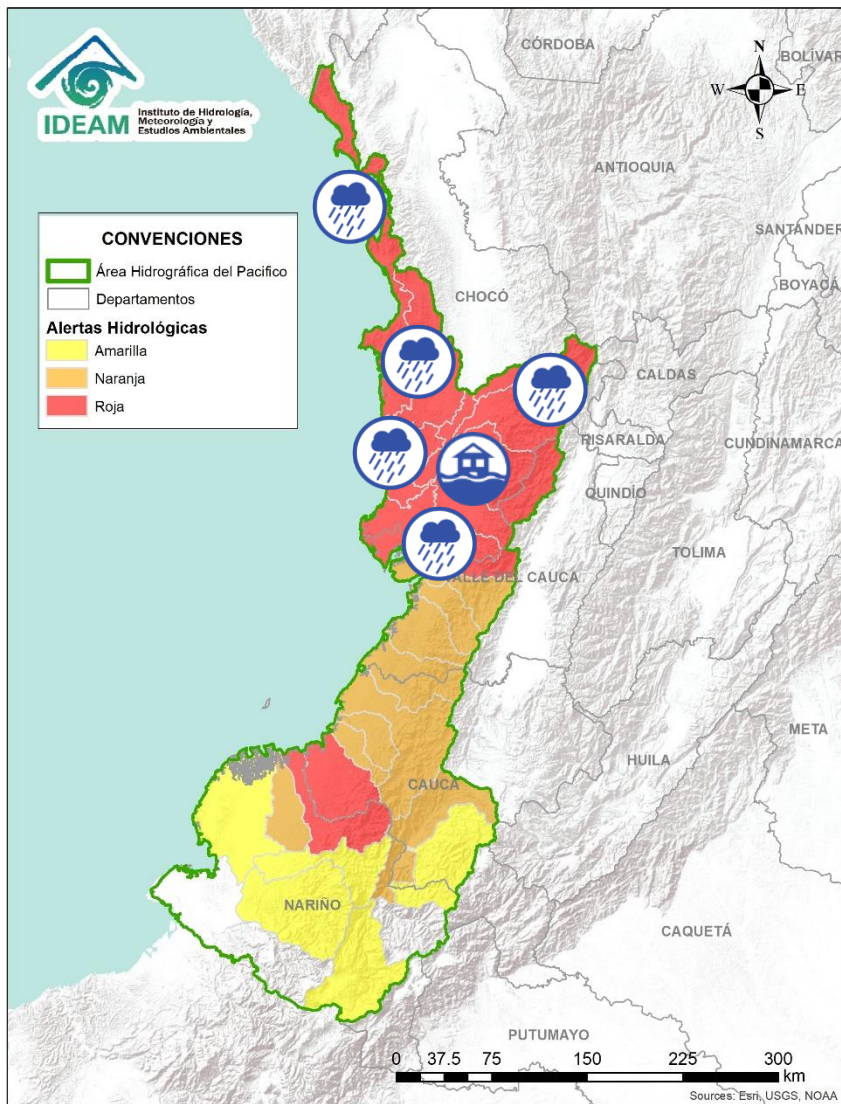 IDEAM
Instituto de Hidrología,
Meteorología y
Estudios Ambientales
CÓRDOBA
BOLÍVAR
N
W
E
S
ANTIOQUIA
SANTANDER
BOYACÁ
CONVENCIONES
Área Hidrográfica del Pacifico
Departamentos
Alertas Hidrológicas
Amarilla
Naranja
Roja
CHOCÓ
CALDAS
RISARALDA
CUNDINAMARCA
QUINDÍO
TOLIMA
VALLE DEL CAUCA
META
HUILA
CAUCA
NARIÑO
CAQUETÁ
PUTUMAYO
0 37.5 75 150 225 300
km
Sources: Esri, USGS, NOAA